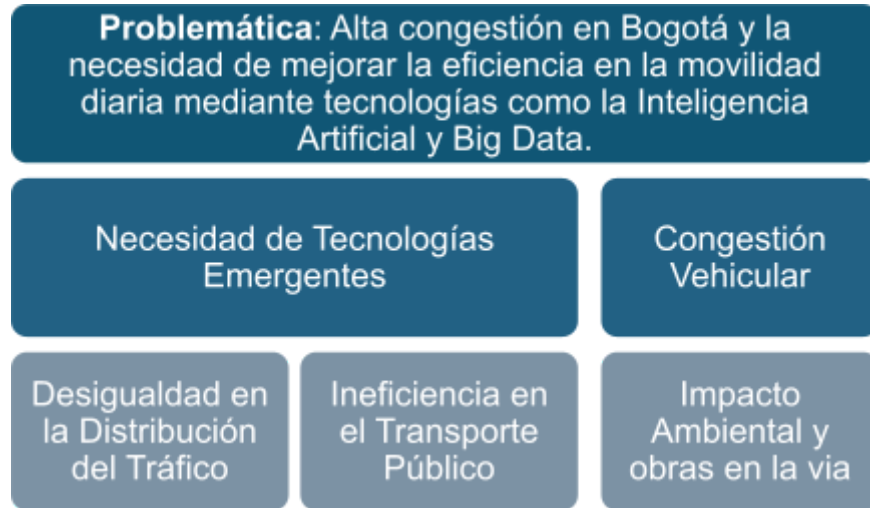 Problemática: Alta congestión en Bogotá y la
necesidad de mejorar la eficiencia en la movilidad
diaria mediante tecnologías como la Inteligencia
Artificial y Big Data.
Necesidad de Tecnologías
Emergentes
Congestión
Vehicular
Desigualdad en
la Distribución
del Tráfico
Ineficiencia en
el Transporte
Público
Impacto
Ambiental y
obras en la via